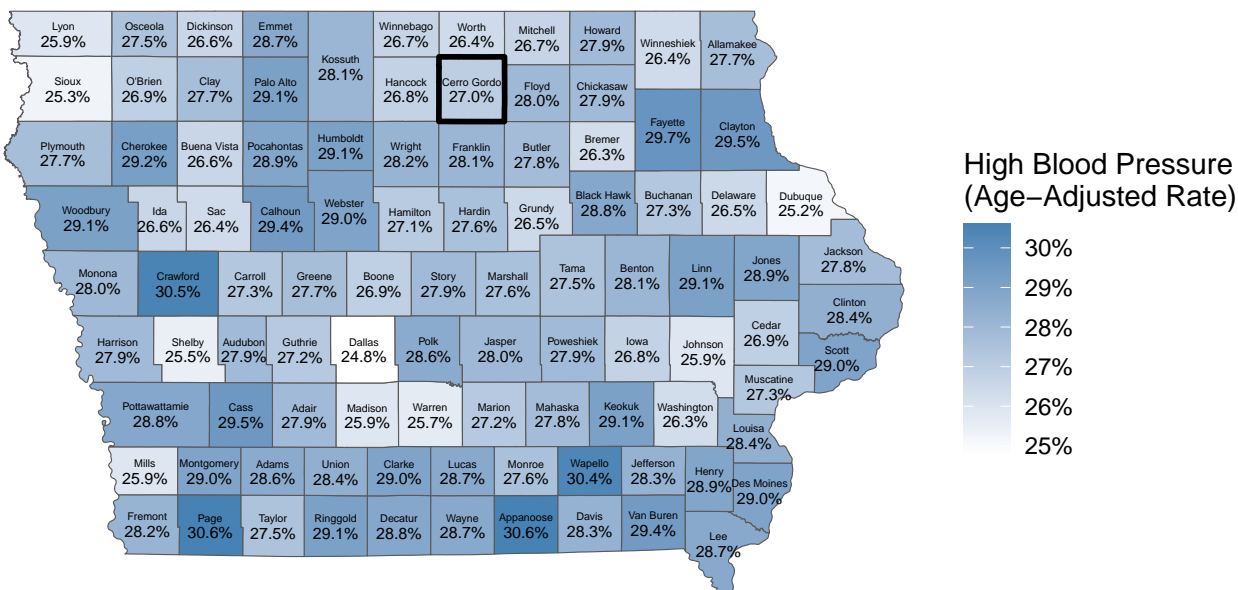 Lyon
25.9%
Osceola
27.5%
Dickinson
26.6%
Emmet
28.7%
Kossuth
28.1%
Winnebago
26.7%
Worth
26.4%
Mitchell
26.7%
Howard
27.9%
Winneshiek
26.4%
Allamakee
27.7%
Sioux
25.3%
O'Brien
26.9%
Clay
27.7%
Palo Alto
29.1%
Hancock
26.8%
Cerro Gordo
27.0%
Floyd
28.0%
Chickasaw
27.9%
Fayette
29.7%
Clayton
29.5%
Plymouth
27.7%
Cherokee
29.2%
Buena Vista
26.6%
Pocahontas
28.9%
Humboldt
29.1%
Wright
28.2%
Franklin
28.1%
Butler
27.8%
Bremer
26.3%
Woodbury
29.1%
Ida
26.6%
Sac
26.4%
Calhoun
29.4%
Webster
29.0%
Hamilton
27.1%
Hardin
27.6%
Grundy
26.5%
Black Hawk
28.8%
Buchanan
27.3%
Delaware
26.5%
Dubuque
25.2%
Monona
28.0%
Crawford
30.5%
Carroll
27.3%
Greene
27.7%
Boone
26.9%
Story
27.9%
Marshall
27.6%
Tama
27.5%
Benton
28.1%
Linn
29.1%
Jones
28.9%
Jackson
27.8%
Clinton
28.4%
Harrison
27.9%
Shelby
25.5%
Audubon
27.9%
Guthrie
27.2%
Dallas
24.8%
Polk
28.6%
Jasper
28.0%
Poweshiek
27.9%
Iowa
26.8%
Johnson
25.9%
Cedar
26.9%
Scott
29.0%
Muscatine
27.3%
Pottawattamie
28.8%
Cass
29.5%
Adair
27.9%
Madison
25.9%
Warren
25.7%
Marion
27.2%
Mahaska
27.8%
Keokuk
29.1%
Washington
26.3%
Louisa
28.4%
Mills
25.9%
Montgomery
29.0%
Adams
28.6%
Union
28.4%
Clarke
29.0%
Lucas
28.7%
Monroe
27.6%
Wapello
30.4%
Jefferson
28.3%
Henry
28.9%
Des Moines
29.0%
Fremont
28.2%
Page
30.6%
Taylor
27.5%
Ringgold
29.1%
Decatur
28.8%
Wayne
28.7%
Appanoose
30.6%
Davis
28.3%
Van Buren
29.4%
Lee
28.7%
High Blood Pressure
(Age−Adjusted Rate)
30%
29%
28%
27%
26%
25%